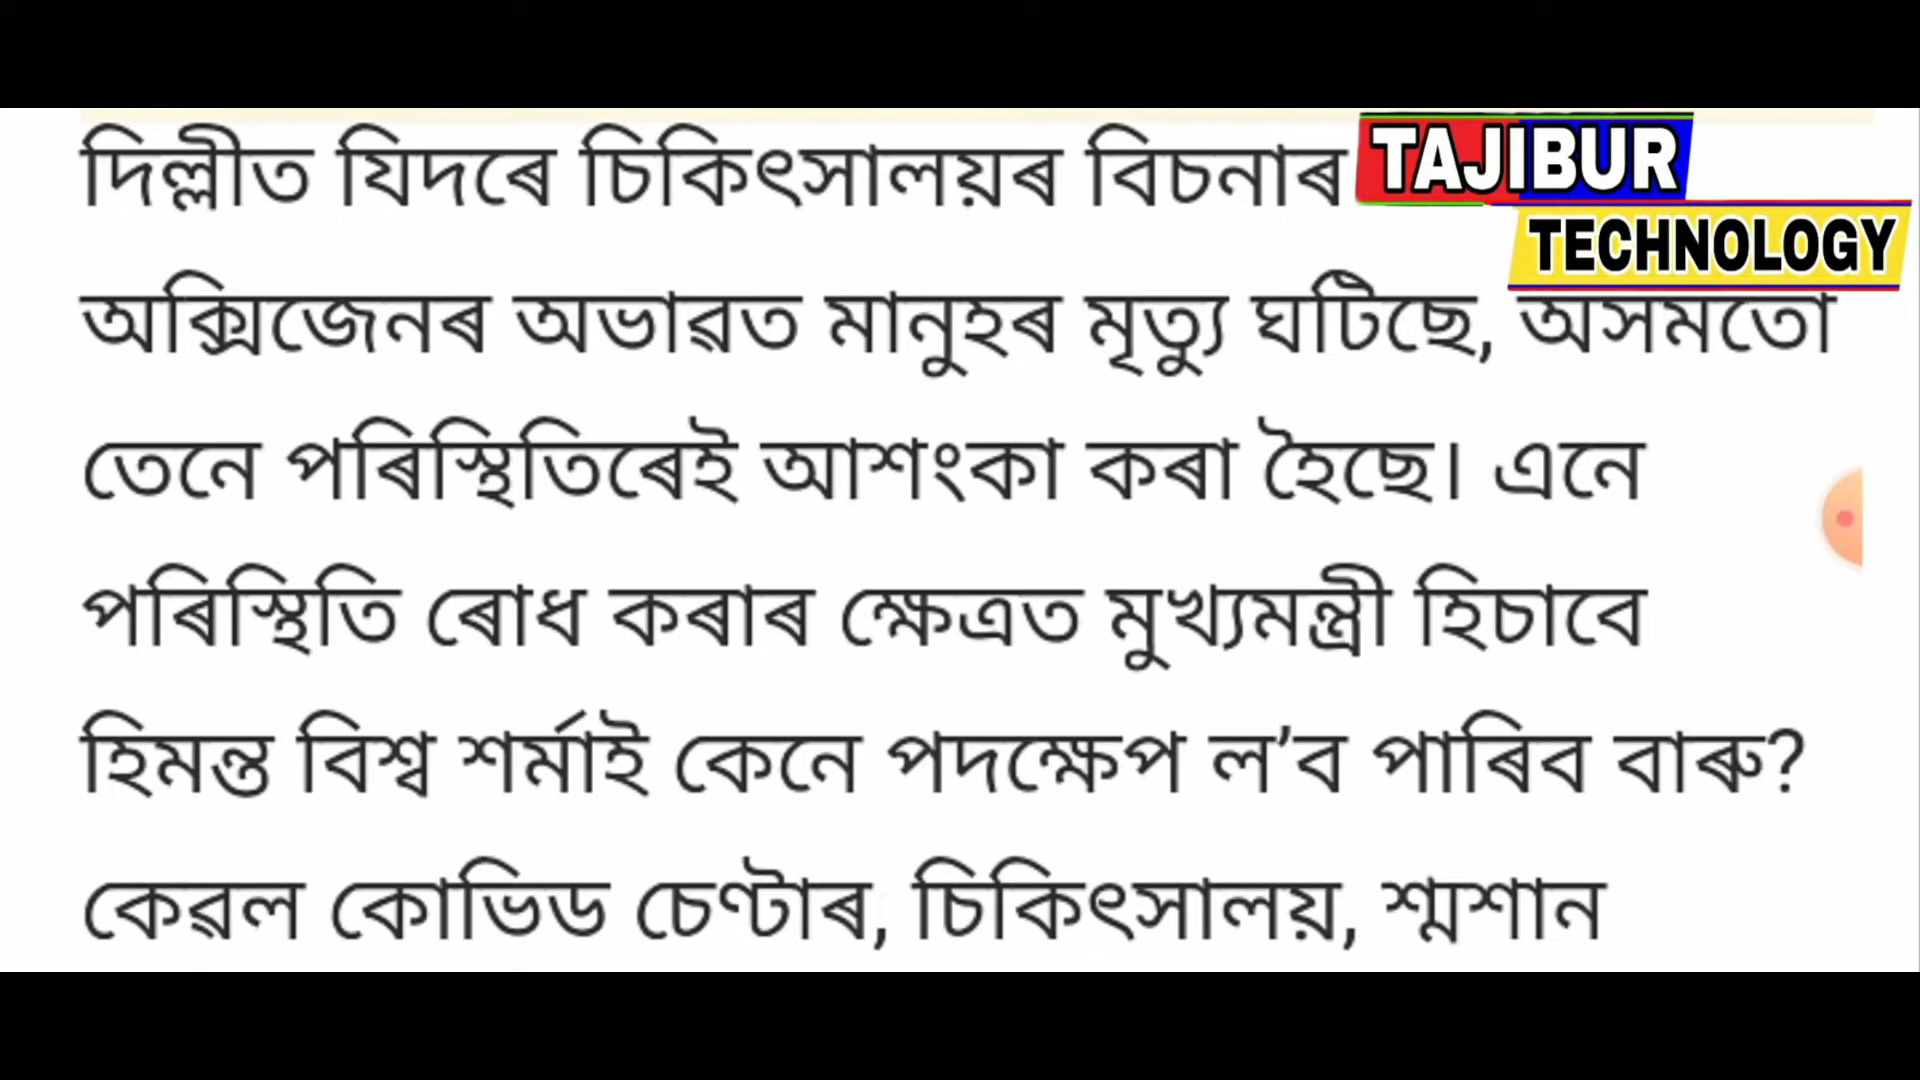 দিল্লীত যিদৰে চিকিৎসালয়ৰ বিচনাৰ
TAJIBUR
TECHNOLOGY
অক্সিজেনৰ অভাৱত মানুহৰ মৃত্যু ঘটিছে, অসমতো
তেনে পৰিস্থিতিৰেই আশংকা কৰা হৈছে। এনে
পৰিস্থিতি ৰোধ কৰাৰ ক্ষেত্ৰত মুখ্যমন্ত্ৰী হিচাবে
হিমন্ত বিশ্ব শৰ্মাই কেনে পদক্ষেপ ল’ব পাৰিব বাৰু?
কেৱল কোভিড চেণ্টাৰ, চিকিৎসালয়, শ্মশান